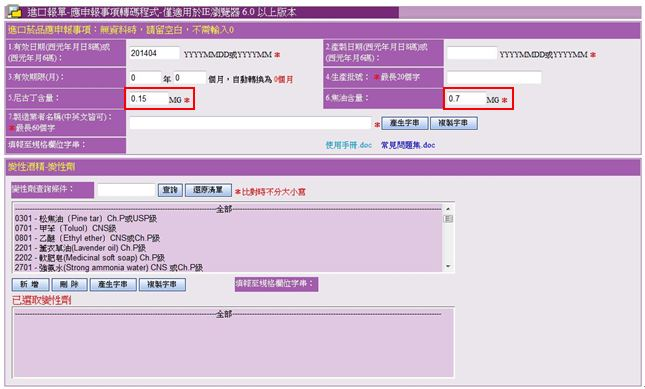 進口報單-應申報事項轉碼程式-僅適用於IE瀏覽器 6.0 以上版本
進口菸品應申報事項：無資料時，請留空白，不需輸入0
1.有效日期(西元年月日8碼)或(西元年月6碼)： 201404 YYYYMMDD或YYYYMM *
2.產製日期(西元年月日8碼)或(西元年月6碼)： YYYYMMDD或YYYYMM *
3.有效期限(月)： 0 年 0 個月，自動轉換為 0個月
4.生產批號： *最長20個字
5.尼古丁含量： 0.15 MG *
6.焦油含量： 0.7 MG *
7.製造業者名稱(中英文皆可)：*最長60個字 * 產生字串 複製字串
填報至規格欄位字串： 使用手冊.doc 常見問題集.doc
變性酒精-變性劑
變性劑查詢條件： 查詢 還原清單 *比對時不分大小寫
全部
0301 - 松焦油（Pine tar）Ch.P或USP級
0701 - 甲苯（Toluol）CNS級
0801 - 乙醚（Ethyl ether）CNS或Ch.P級
2201 - 薰衣草油(Lavender oil) Ch.P級
2202 - 軟肥皂(Medicinal soft soap) Ch.P級
2701 - 強氨水(Strong ammonia water) CNS 或Ch.P級
新 增 刪 除 產生字串 複製字串 填報至規格欄位字串：
已選取變性劑
全部